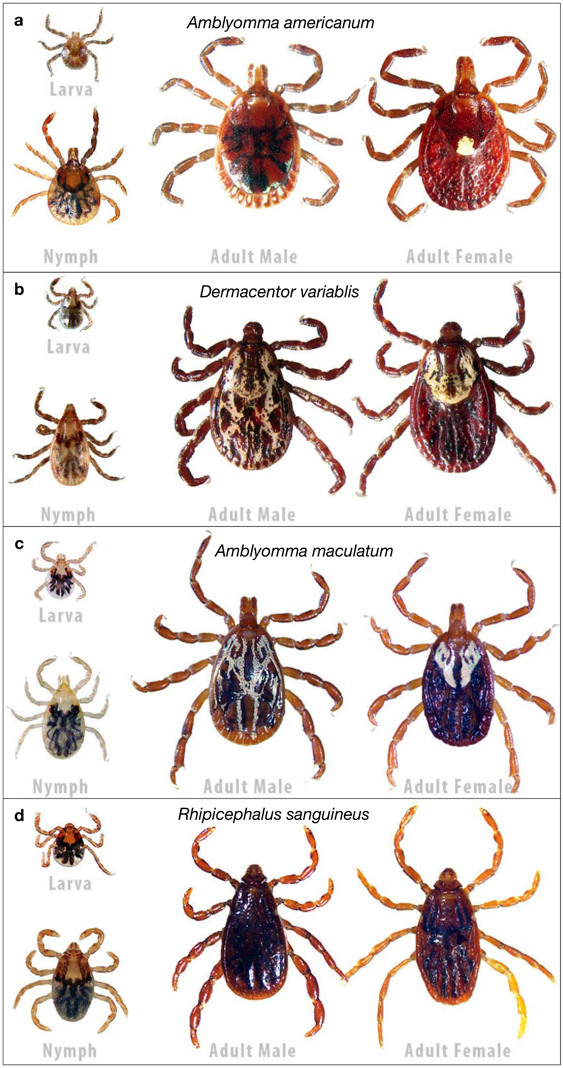 a
Amblyomma americanum
Larva
Nymph
Adult Male
Adult Female
b
Dermacentor variablis
Larva
Nymph
Adult Male
Adult Female
c
Amblyomma maculatum
Larva
Nymph
Adult Male
Adult Female
d
Rhipicephalus sanguineus
Larva
Nymph
Adult Male
Adult Female